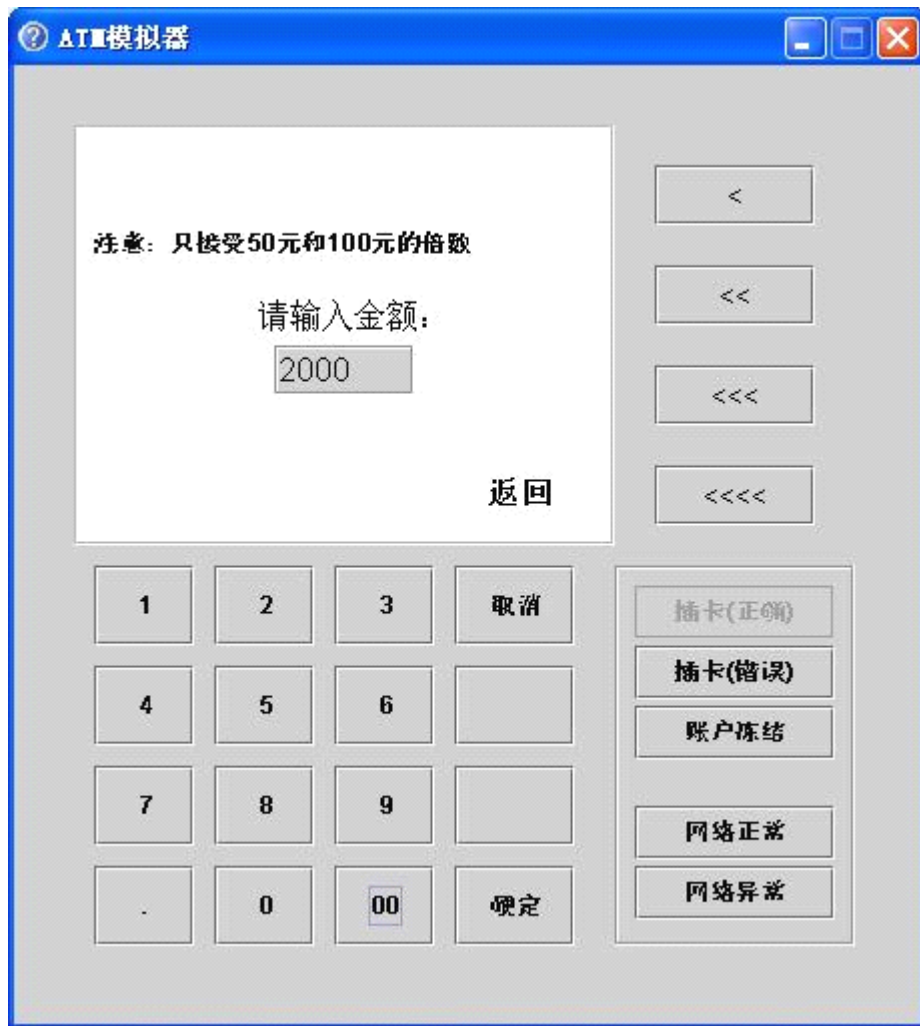 ATM模拟器
注意：只接受50元和100元的倍数
请输入金额：
2000
返回
<
<<
<<<
<<<<
1 2 3 取消
4 5 6
7 8 9
. 0 00 确定
插卡(正确)
插卡(错误)
账户冻结
网络正常
网络异常